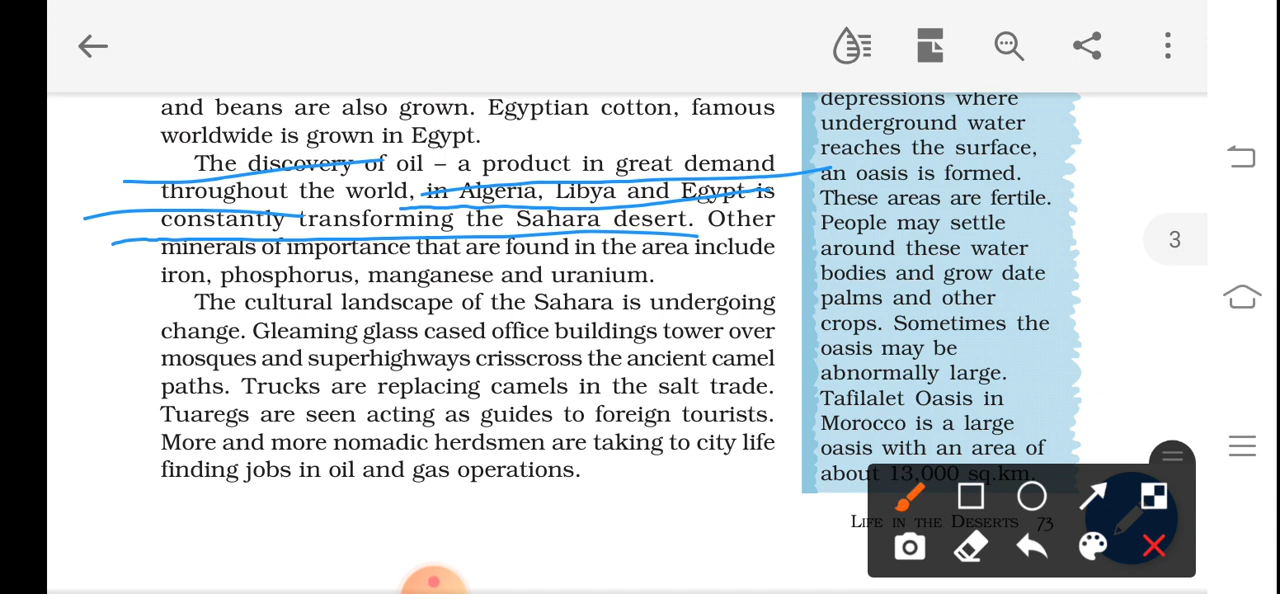 and beans are also grown. Egyptian cotton, famous
worldwide is grown in Egypt.
The discovery of oil – a product in great demand
throughout the world, in Algeria, Libya and Egypt is
constantly transforming the Sahara desert. Other
minerals of importance that are found in the area include
iron, phosphorus, manganese and uranium.
The cultural landscape of the Sahara is undergoing
change. Gleaming glass cased office buildings tower over
mosques and superhighways crisscross the ancient camel
paths. Trucks are replacing camels in the salt trade.
Tuaregs are seen acting as guides to foreign tourists.
More and more nomadic herdsmen are taking to city life
finding jobs in oil and gas operations.
depressions where
underground water
reaches the surface,
an oasis is formed.
These areas are fertile.
People may settle
around these water
bodies and grow date
palms and other
crops. Sometimes the
oasis may be
abnormally large.
Tafilalet Oasis in
Morocco is a large
oasis with an area of
about 13,000 sq.km.
Life in the Deserts 73
3